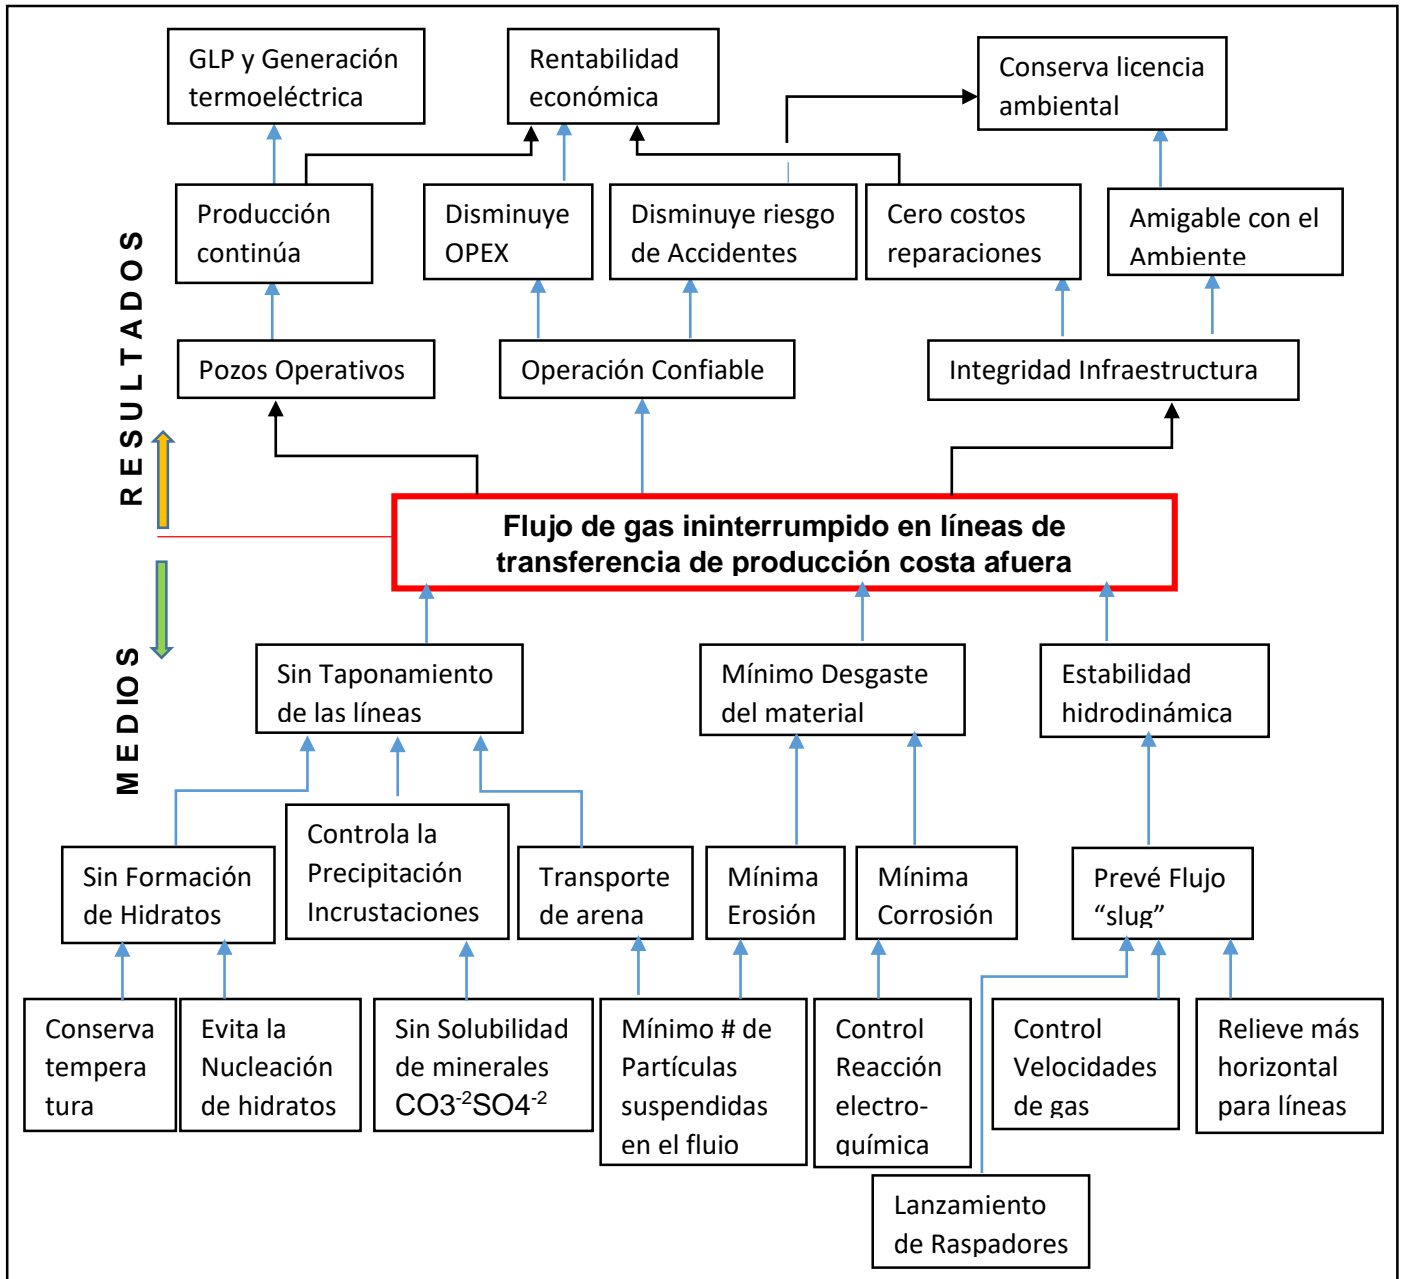 GLP y Generación
termoeléctrica
Rentabilidad
económica
Conserva licencia
ambiental
Producción
continúa
Disminuye
OPEX
Disminuye riesgo
de Accidentes
Cero costos
reparaciones
Amigable con el
Ambiente
RESULTADOS
Pozos Operativos
Operación Confiable
Integridad Infraestructura
Flujo de gas ininterrumpido en líneas de
transferencia de producción costa afuera
MEDIOS
Sin Taponamiento
de las líneas
Mínimo Desgaste
del material
Estabilidad
hidrodinámica
Sin Formación
de Hidratos
Controla la
Precipitación
Incrustaciones
Transporte
de arena
Mínima
Erosión
Mínima
Corrosión
Prevé Flujo
“slug”
Conserva
tempera
tura
Evita la
Nucleación
de hidratos
Sin Solubilidad
de minerales
CO3⁻²SO4⁻²
Mínimo # de
Partículas
suspendidas
en el flujo
Control
Reacción
electro-
química
Control
Velocidades
de gas
Relieve más
horizontal
para líneas
Lanzamiento
de Raspadores